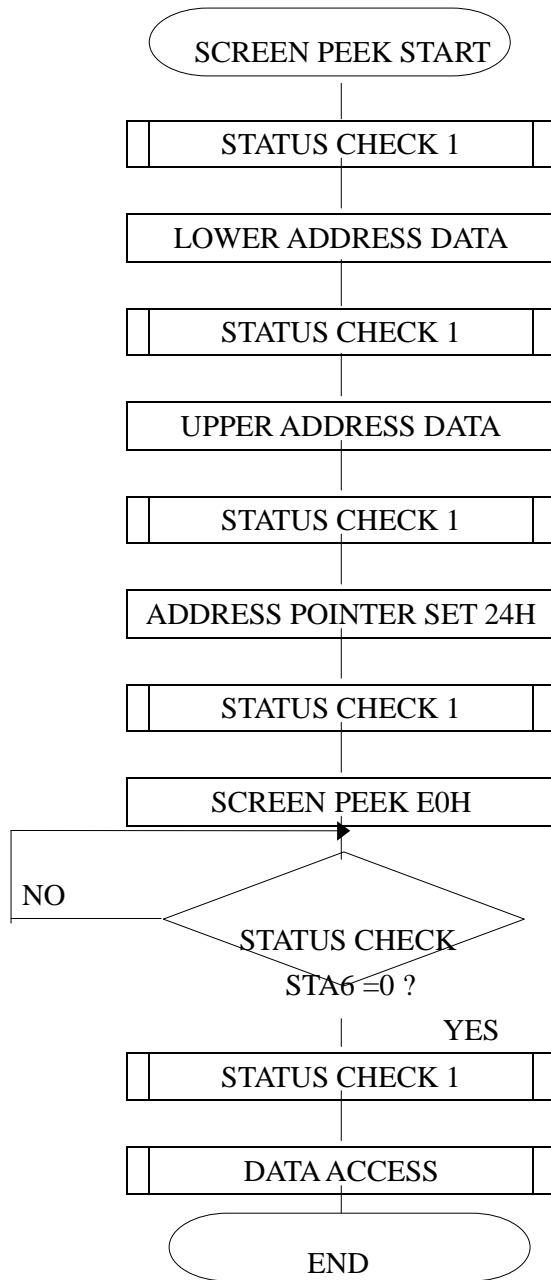 SCREEN PEEK START
STATUS CHECK 1
LOWER ADDRESS DATA
STATUS CHECK 1
UPPER ADDRESS DATA
STATUS CHECK 1
ADDRESS POINTER SET 24H
STATUS CHECK 1
SCREEN PEEK E0H
NO
STATUS CHECK
STA6 =0 ?
YES
STATUS CHECK 1
DATA ACCESS
END